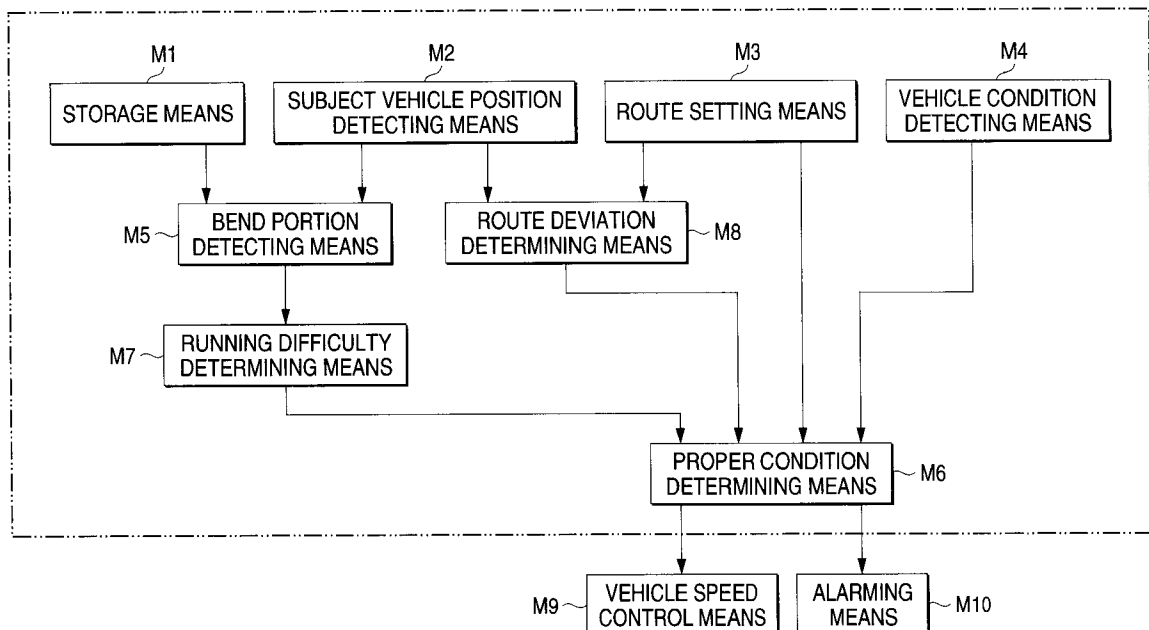 M1
M2
M3
M4
STORAGE MEANS
SUBJECT VEHICLE POSITION
DETECTING MEANS
ROUTE SETTING MEANS
VEHICLE CONDITION
DETECTING MEANS
M5
BEND PORTION
DETECTING MEANS
ROUTE DEVIATION
DETERMINING MEANS
M8
M7
RUNNING DIFFICULTY
DETERMINING MEANS
PROPER CONDITION
DETERMINING MEANS
M6
M9
VEHICLE SPEED
CONTROL MEANS
ALARMING
MEANS
M10